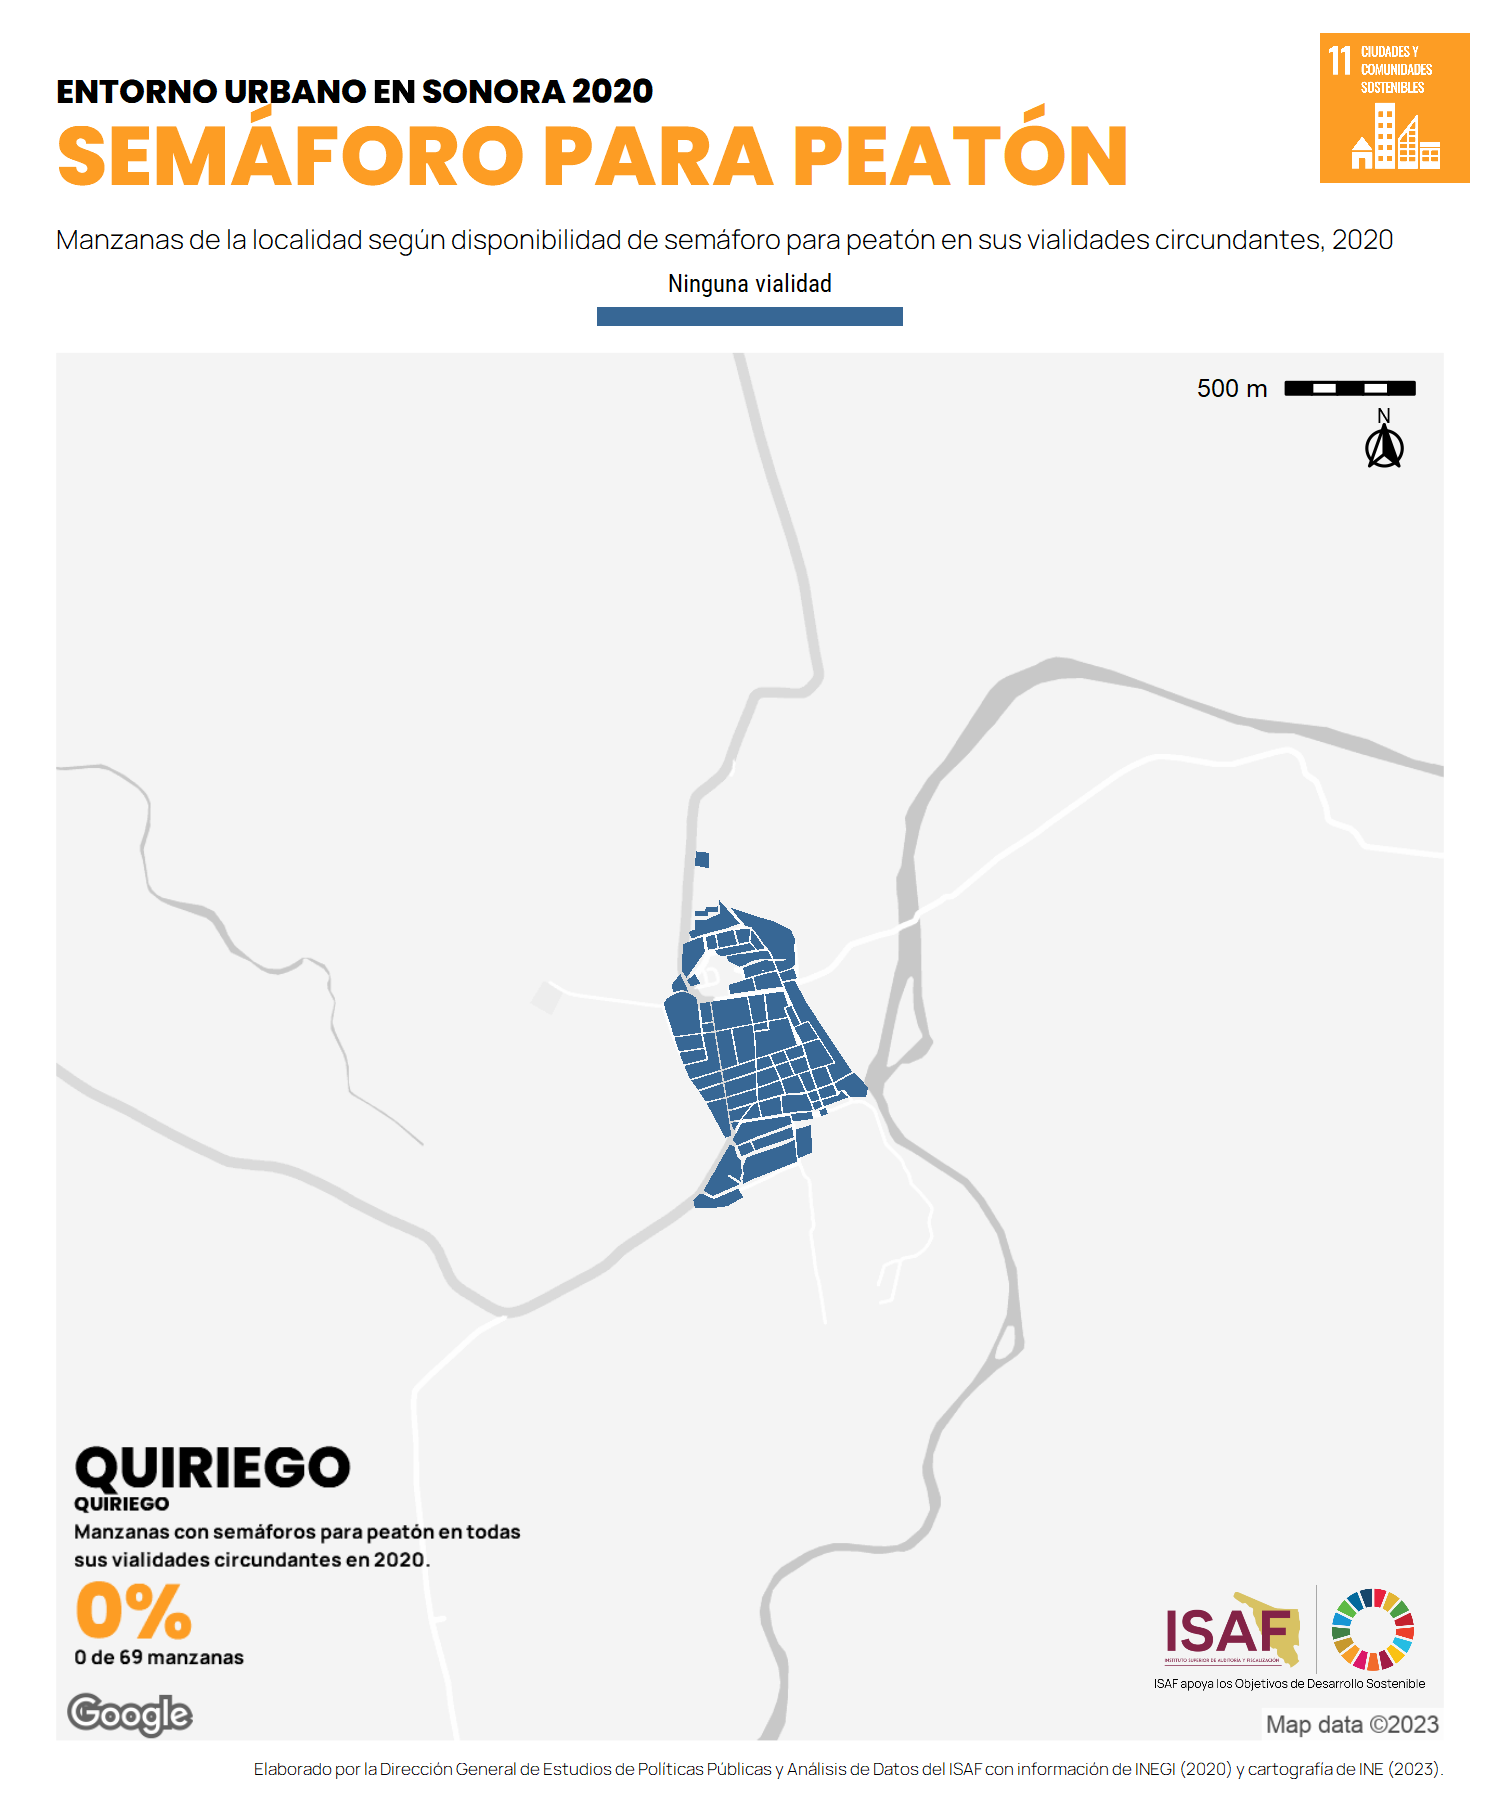 ENTORNO URBANO EN SONORA 2020
SEMÁFORO PARA PEATÓN
11 CIUDADES Y
COMUNIDADES
SOSTENIBLES
Manzanas de la localidad según disponibilidad de semáforo para peatón en sus vialidades circundantes, 2020
Ninguna vialidad
500 m
N
QUIRIEGO
QUIRIEGO
Manzanas con semáforos para peatón en todas
sus vialidades circundantes en 2020.
0%
0 de 69 manzanas
Google
ISAF
INSTITUTO SUPERIOR DE AUDITORÍA Y FISCALIZACIÓN
ISAF apoya los Objetivos de Desarrollo Sostenible
Map data ©2023
Elaborado por la Dirección General de Estudios de Políticas Públicas y Análisis de Datos del ISAF con información de INEGI (2020) y cartografía de INE (2023).